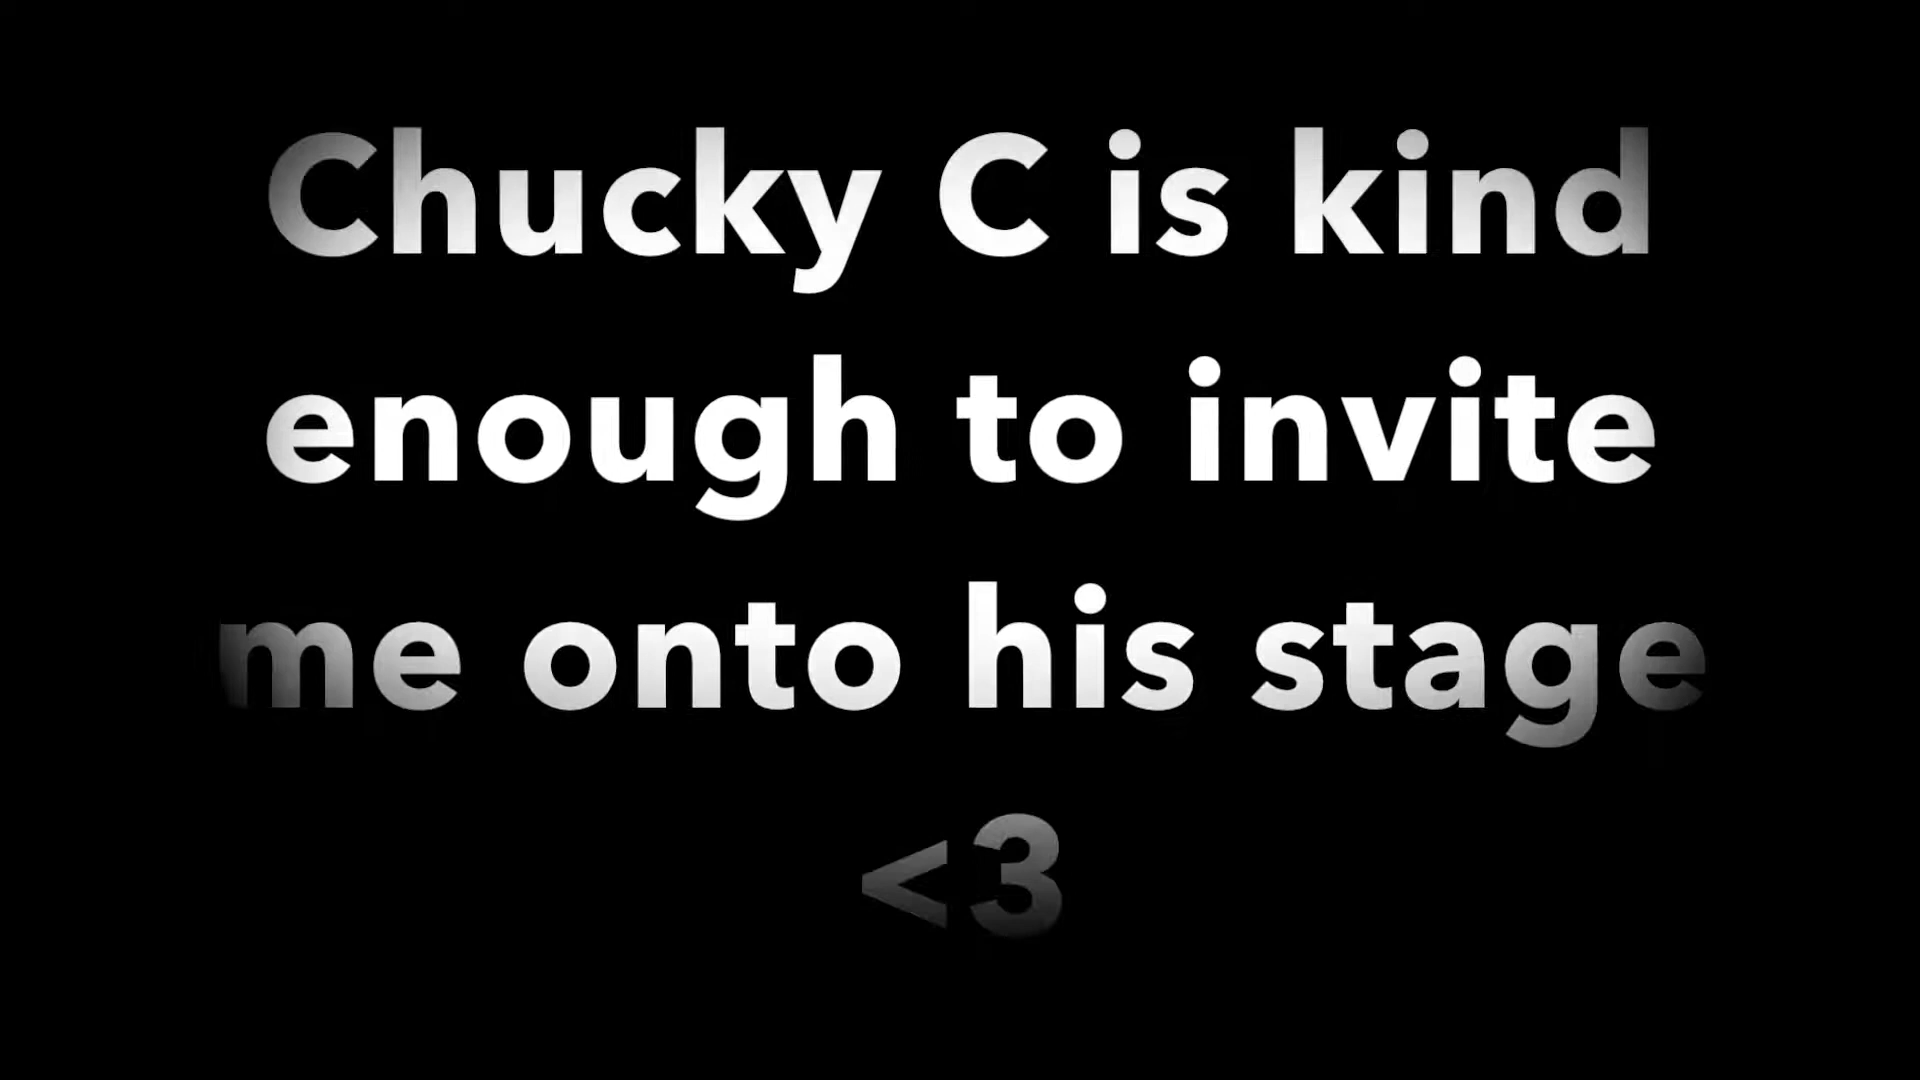 Chucky C is kind
enough to invite
me onto his stage
<3